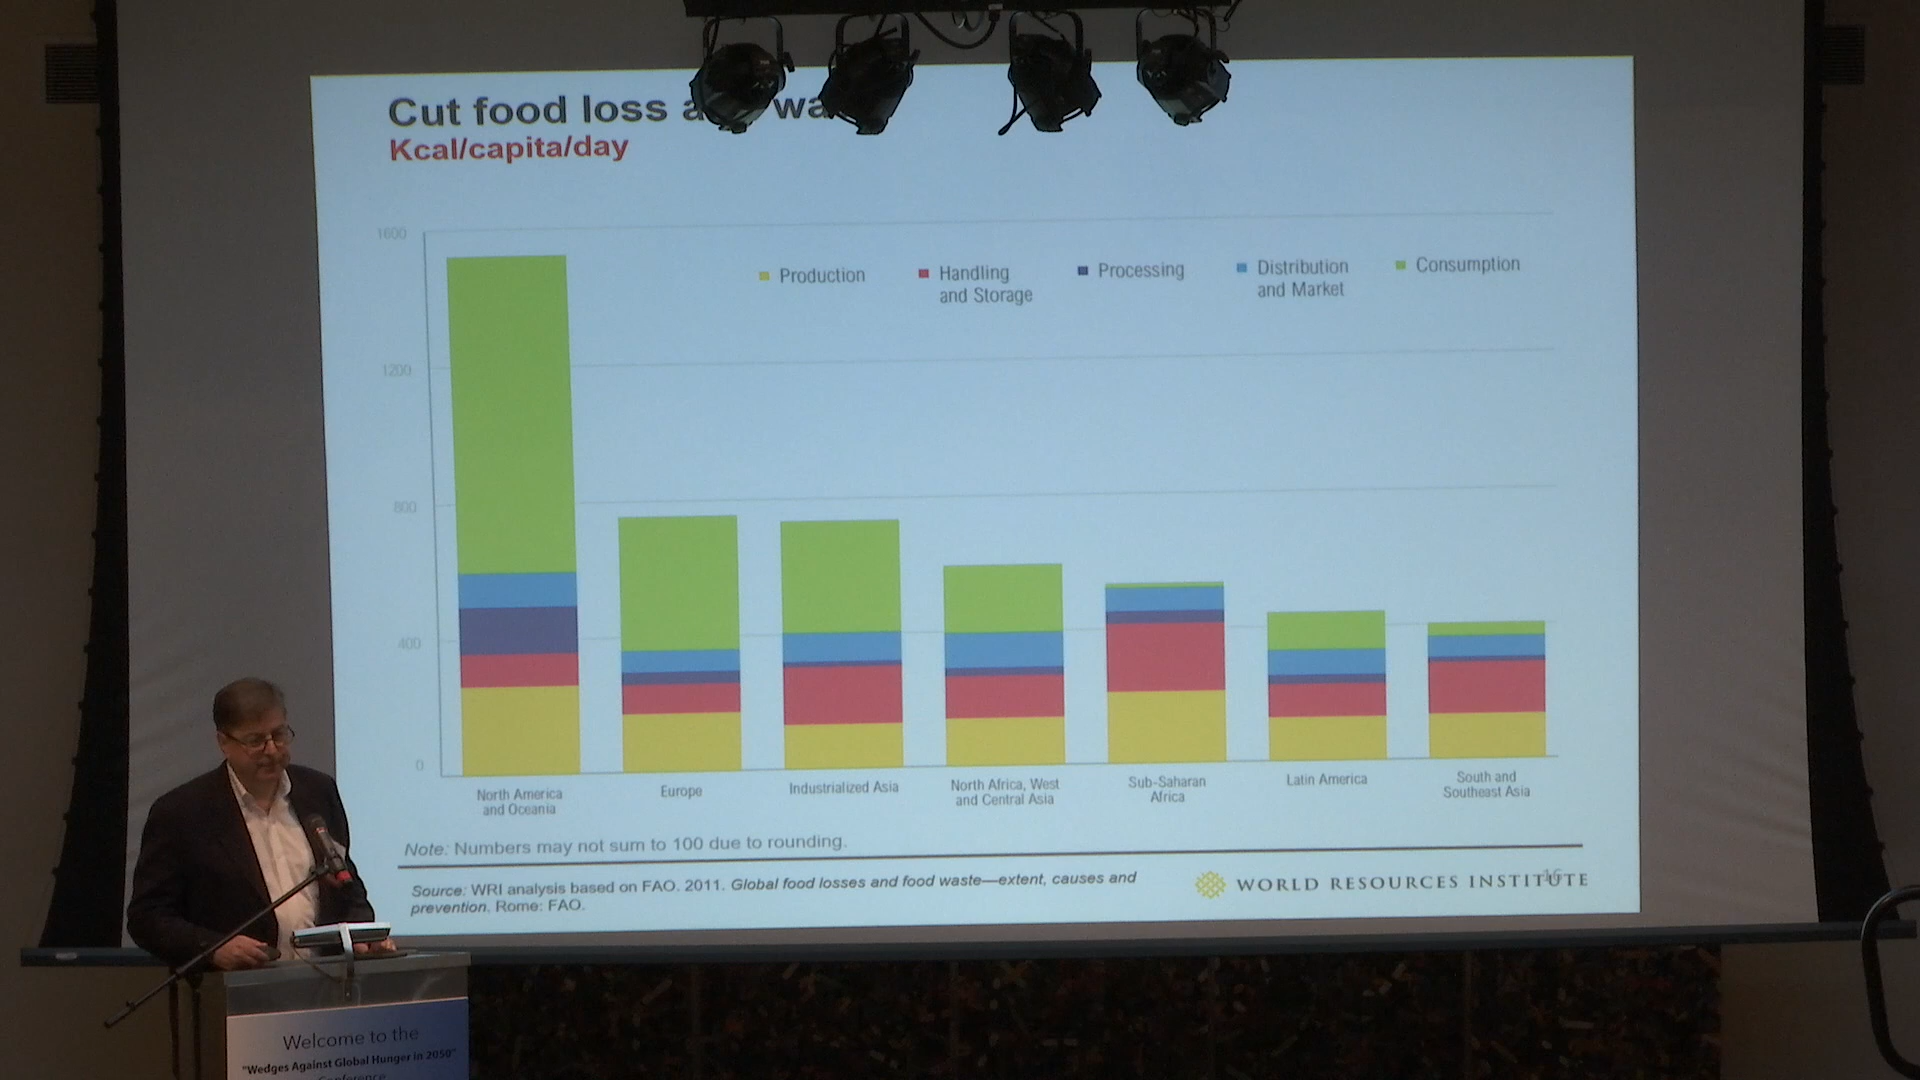 Cut food loss a
Kcal/capita/day
1600
1200
800
400
0
Production
Handling
and Storage
Processing
Distribution
and Market
Consumption
North America
and Oceania
Europe
Industrialized Asia
North Africa, West
and Central Asia
Sub-Saharan
Africa
Latin America
South and
Southeast Asia
Note: Numbers may not sum to 100 due to rounding.
Source: WRI analysis based on FAO. 2011. Global food losses and food waste—extent, causes and
prevention. Rome: FAO.
WORLD RESOURCES INSTITUTE
Welcome to the
"Wedges Against Global Hunger in 2050"
Conference